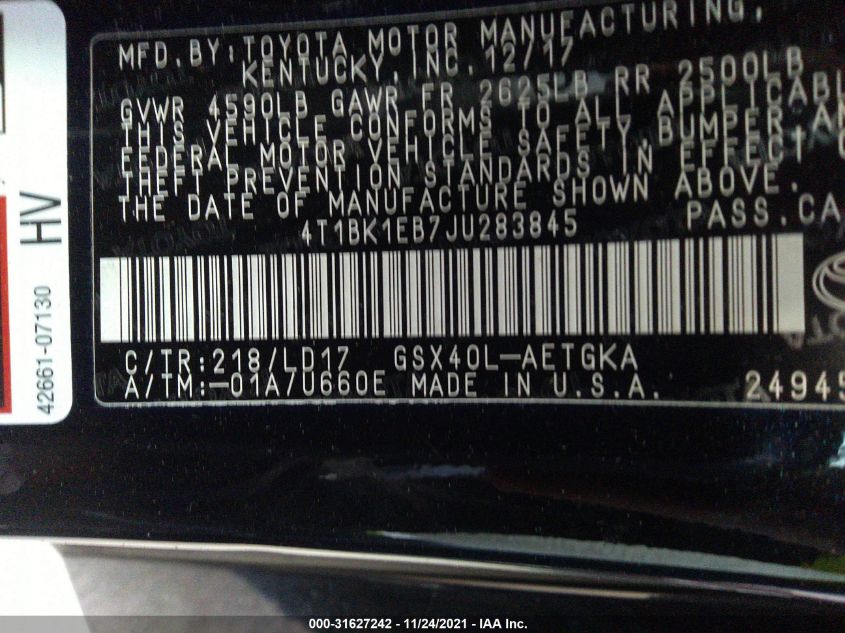 MFD.BY:TOYOTA MOTOR MANUFACTURING,
KENTUCKY,INC. 12/17
GVWR 4590LB GAWR FR 2625LB RR 2500LB
THIS VEHICLE CONFORMS TO ALL APPLICABL
FEDERAL MOTOR VEHICLE SAFETY,BUMPER,AN
THEFT PREVENTION STANDARDS IN EFFECT O
THE DATE OF MANUFACTURE SHOWN ABOVE.
4T1BK1EB7JU283845 PASS.CA
C/TR:218/LD17 GSX40L-AETGKA
A/TM:-01A/U660E MADE IN U.S.A. 24945
HV
42661-07130
000-31627242 - 11/24/2021 - IAA Inc.